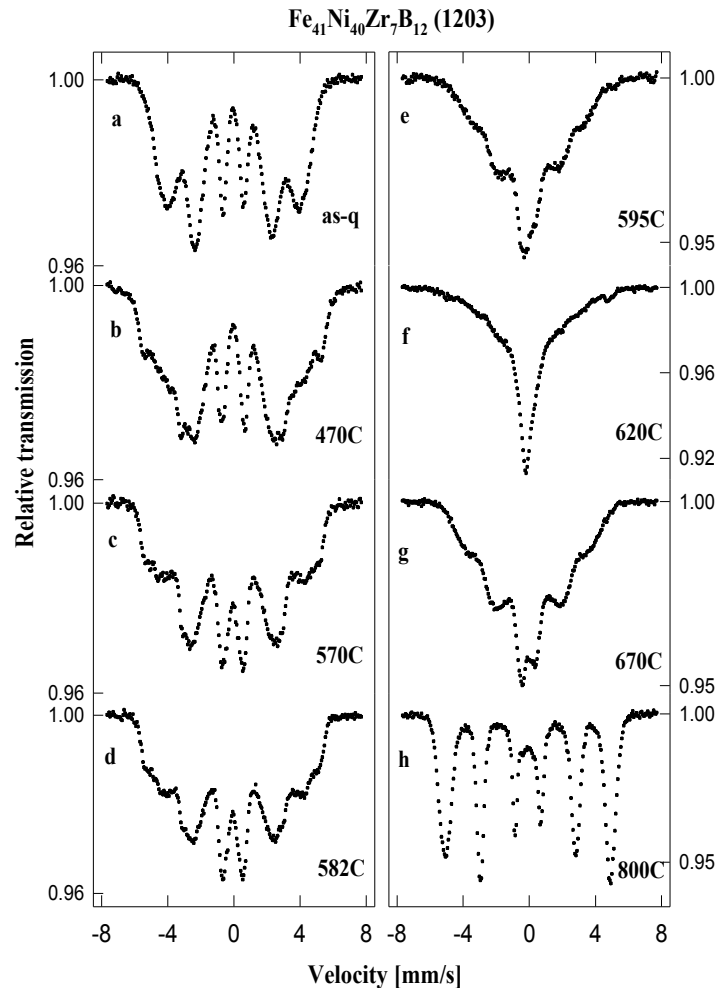 Fe41Ni40Zr7B12 (1203)
Relative transmission
1.00
a
as-q
0.96
1.00
b
470C
0.96
1.00
c
570C
0.96
1.00
d
582C
0.96
-8 -4 0 4 8
1.00
e
595C
0.95
1.00
f
0.96
620C
0.92
1.00
g
670C
0.95
1.00
h
0.95
800C
-8 -4 0 4 8
Velocity [mm/s]